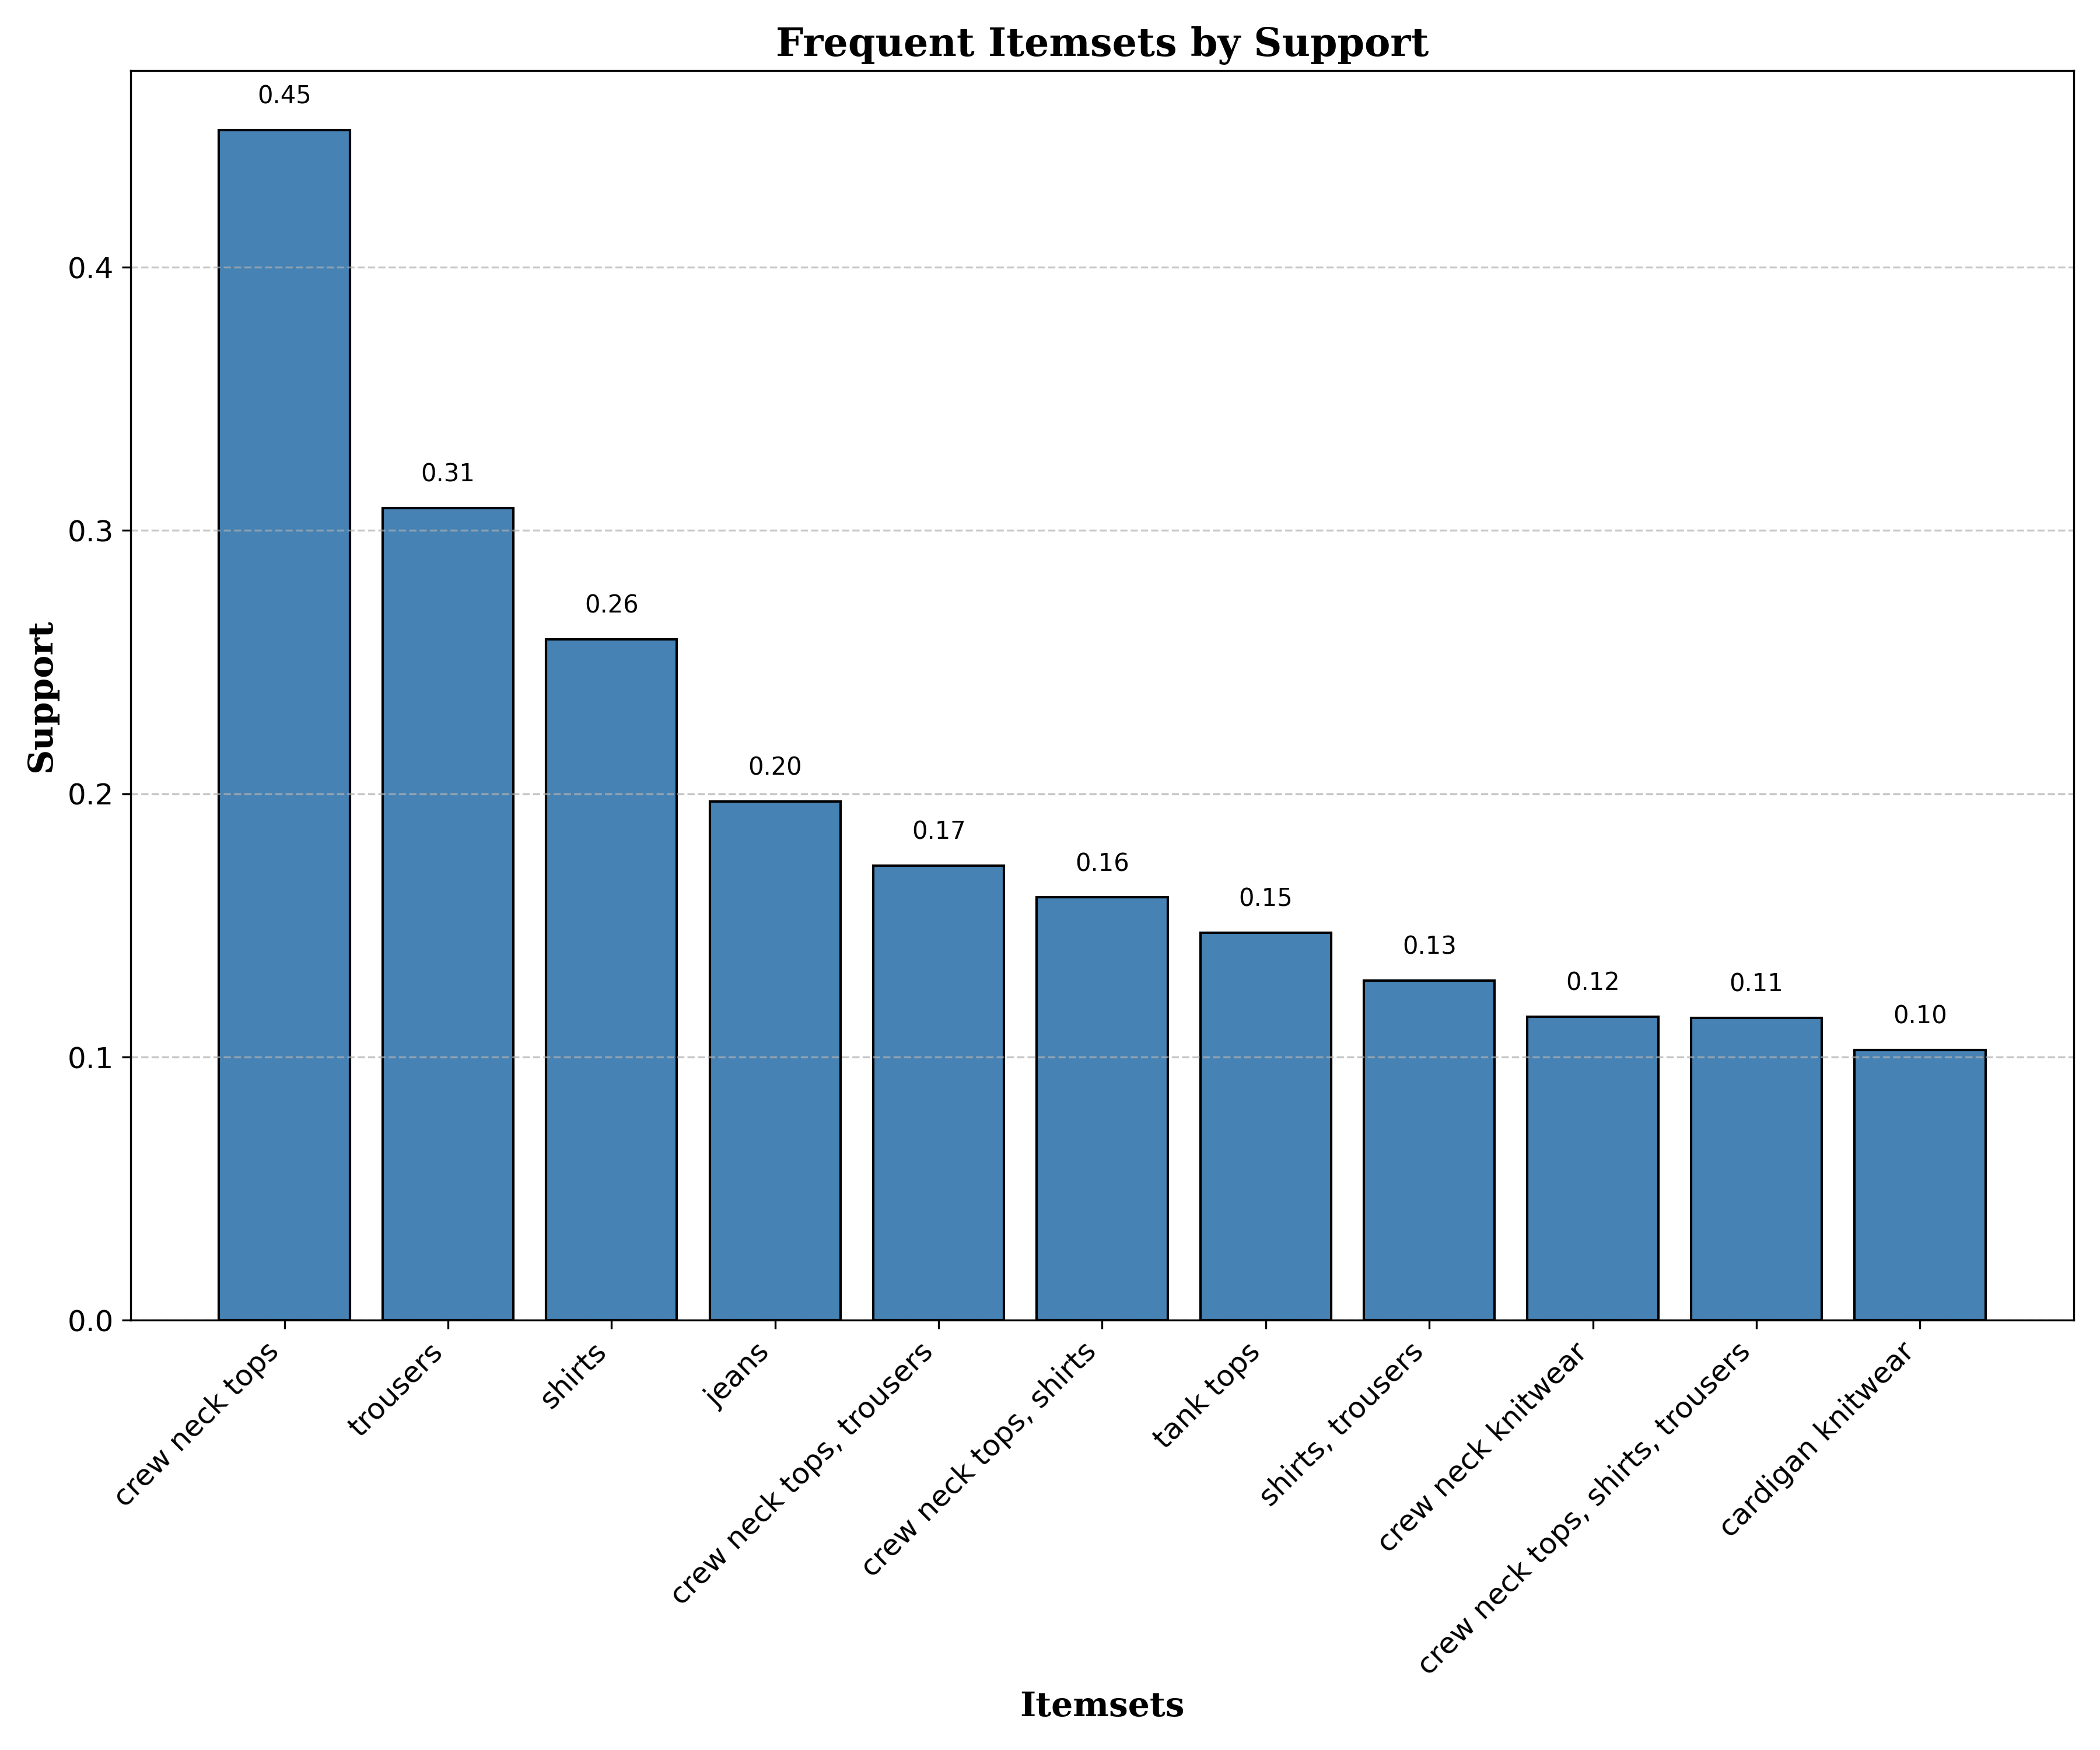 Frequent Itemsets by Support
Support
0.4
0.3
0.2
0.1
0.0
0.45
0.31
0.26
0.20
0.17
0.16
0.15
0.13
0.12
0.11
0.10
crew neck tops
trousers
shirts
jeans
crew neck tops, trousers
crew neck tops, shirts
tank tops
shirts, trousers
crew neck knitwear
crew neck tops, shirts, trousers
cardigan knitwear
Itemsets